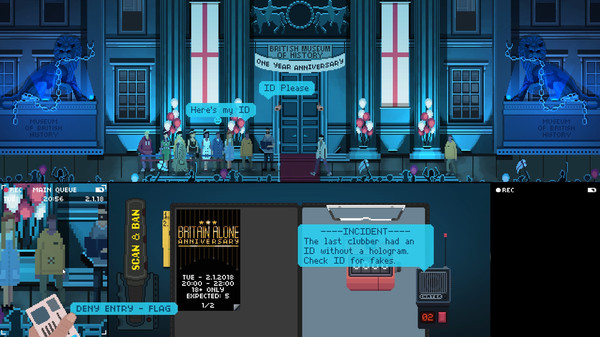 BRITISH MUSEUM
OF HISTORY
ONE YEAR ANNIVERSARY
ID Please
Here's my ID
MUSEUM
OF BRITISH
HISTORY
MUSEUM
OF BRITISH
HISTORY
REC MAIN QUEUE
20:56 2.1.18
REC
SCAN & BAN
BRITAIN ALONE
ANNIVERSARY
TUE - 2.1.2018
20:00 - 22:00
18+ ONLY
EXPECTED: 5
1/2
----INCIDENT----
The last clubber had an
ID without a hologram.
Check ID for fakes.
02
DENY ENTRY - FLAG